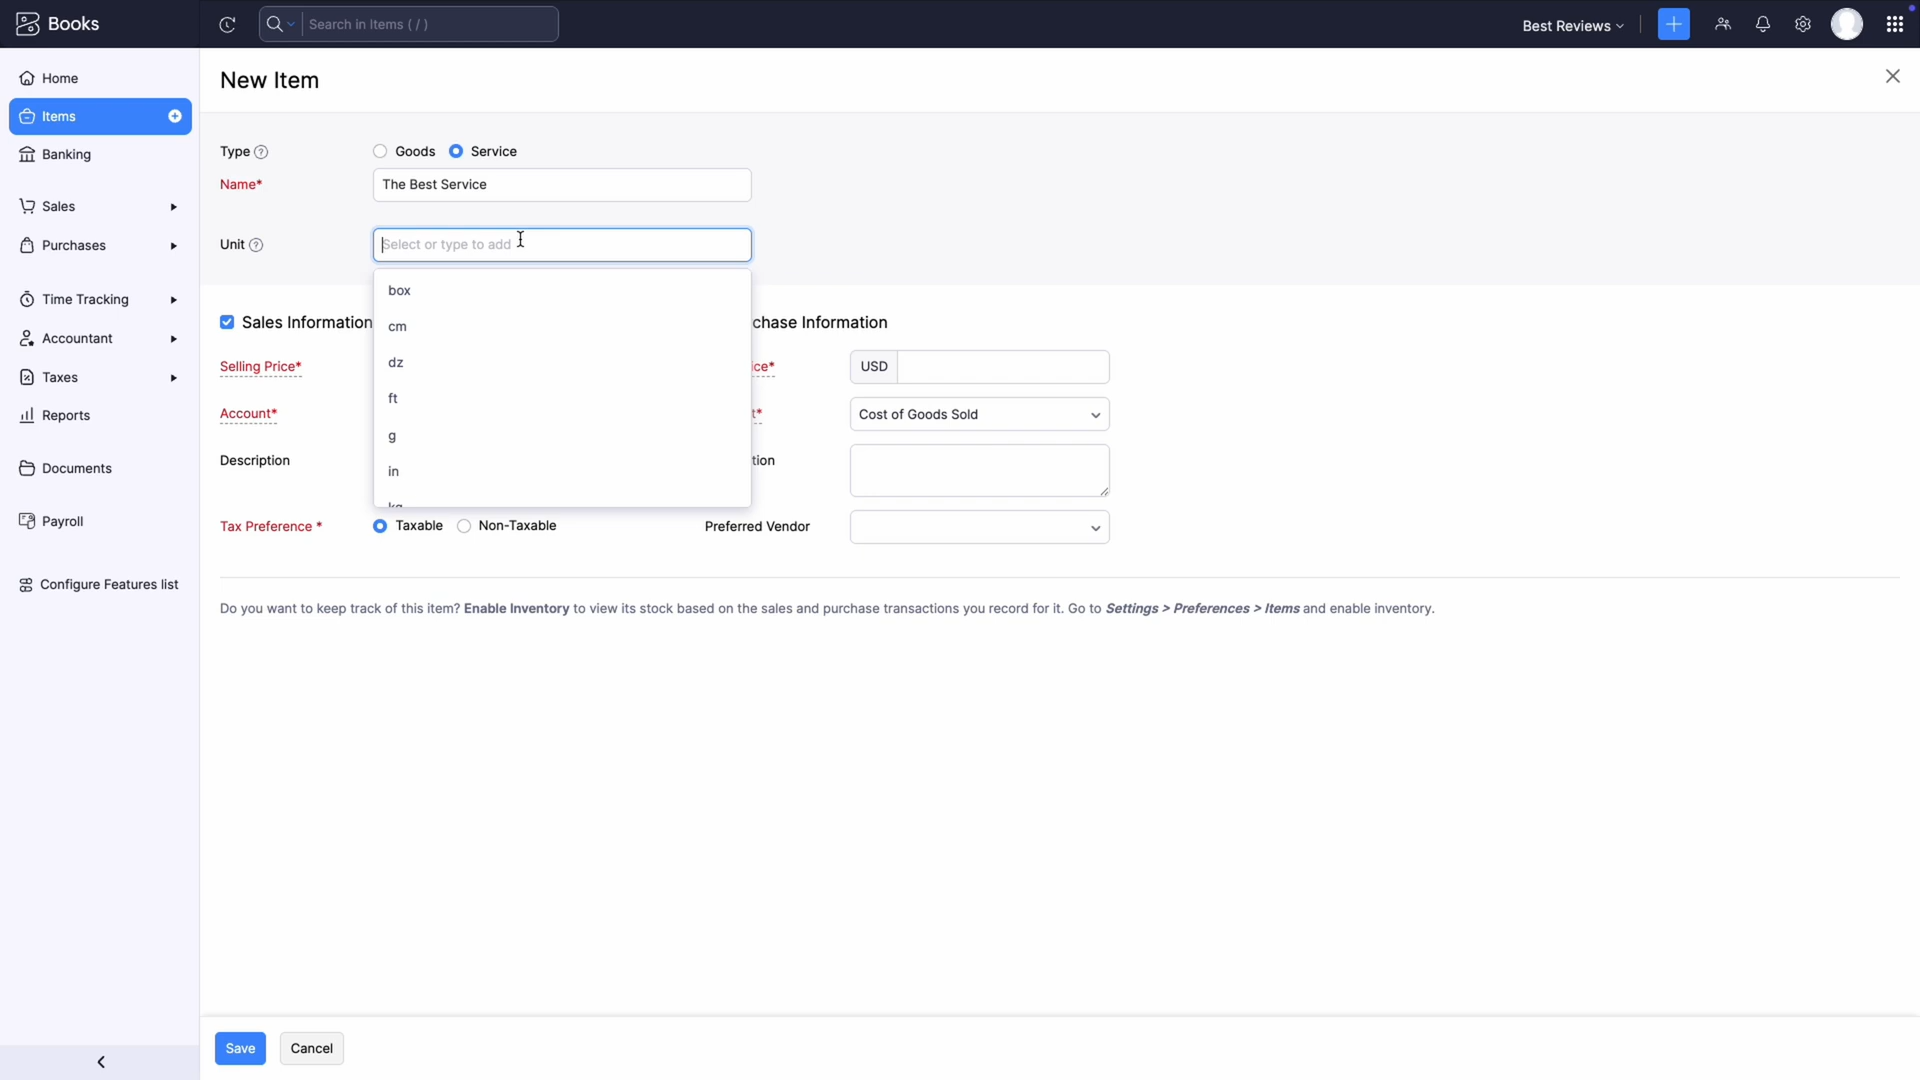 Books
Search in Items ( / )
Best Reviews
Home
Items
Banking
Sales
Purchases
Time Tracking
Accountant
Taxes
Reports
Documents
Payroll
Configure Features list
New Item
Type
Goods
Service
Name*
The Best Service
Unit
Select or type to add
box
cm
dz
ft
g
in
kg
Sales Information
chase Information
Selling Price*
ice*
USD
Account*
t*
Cost of Goods Sold
Description
tion
Tax Preference *
Taxable
Non-Taxable
Preferred Vendor
Do you want to keep track of this item? Enable Inventory to view its stock based on the sales and purchase transactions you record for it. Go to Settings > Preferences > Items and enable inventory.
Save
Cancel